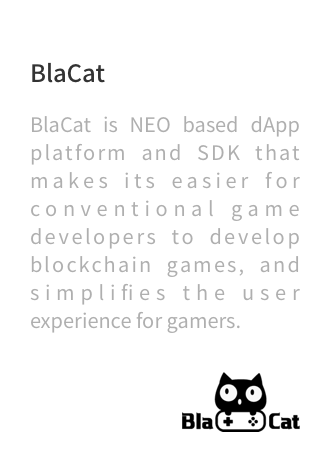 BlaCat
BlaCat is NEO based dApp
platform and SDK that
makes its easier for
conventional game
developers to develop
blockchain games, and
simplifies the user
experience for gamers.
Bla Cat